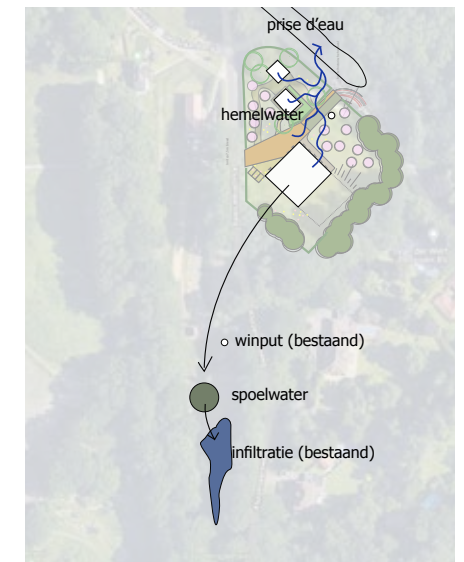 prise d'eau
hemelwater
winput (bestaand)
spoelwater
infiltratie (bestaand)